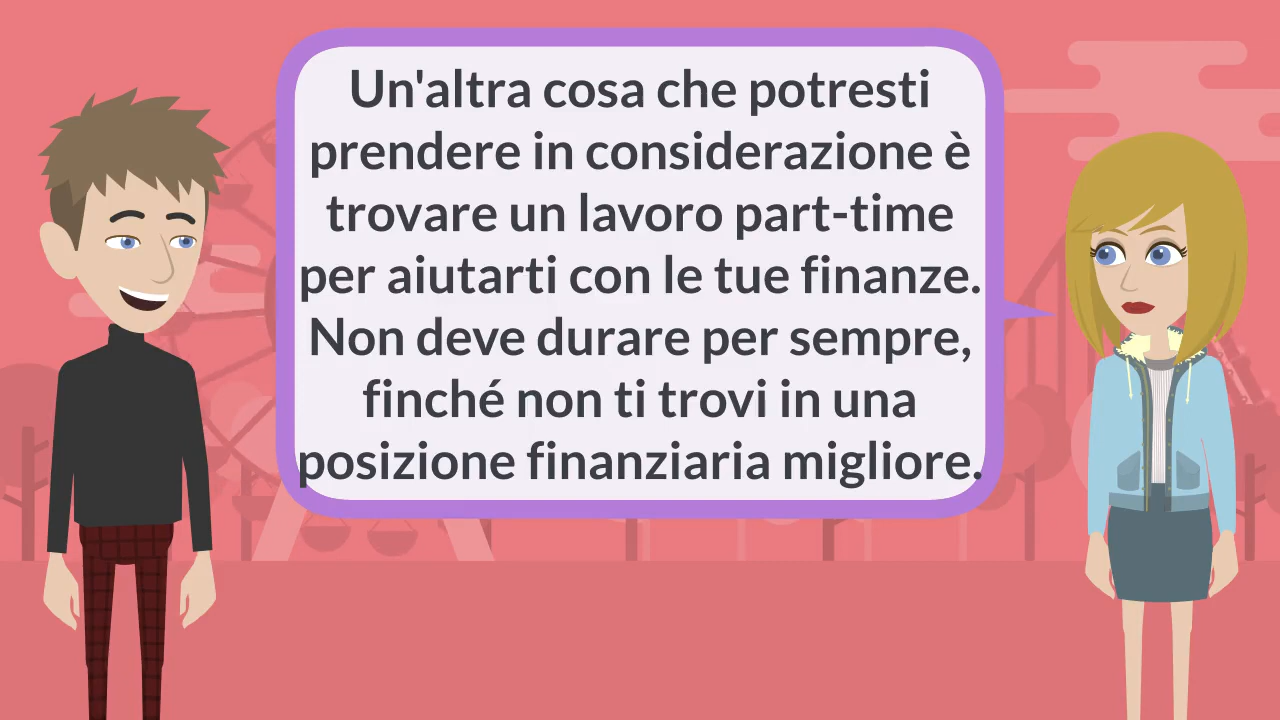 Un'altra cosa che potresti
prendere in considerazione è
trovare un lavoro part-time
per aiutarti con le tue finanze.
Non deve durare per sempre,
finché non ti trovi in una
posizione finanziaria migliore.